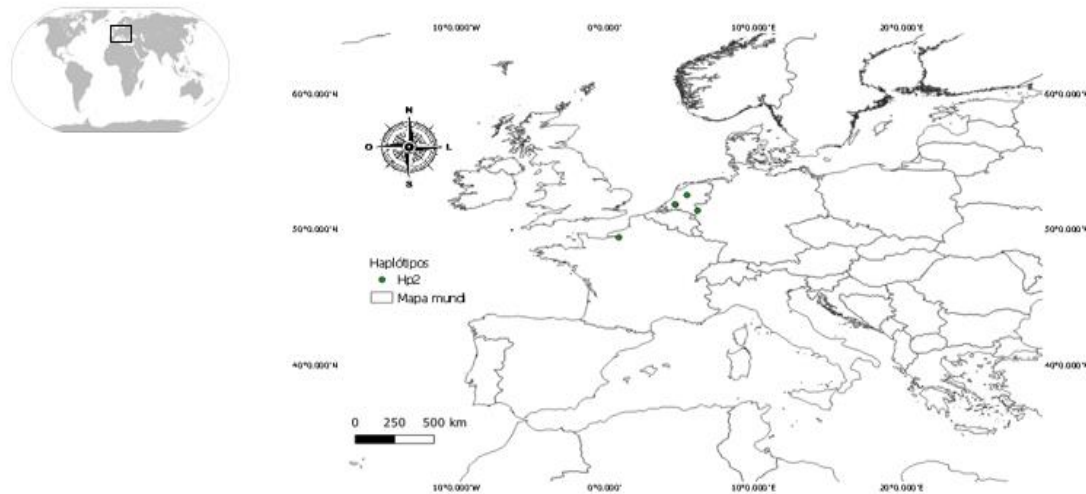 10°0.000'W 0°0.000' 10°0.000'E 20°0.000'E
60°0.000'N 60°0.000'N
N
O L
S
50°0.000'N 50°0.000'N
Haplótipos
Hp2
Mapa mundi
40°0.000'N 40°0.000'N
0 250 500 km
10°0.000'W 0°0.000' 10°0.000'E 20°0.000'E